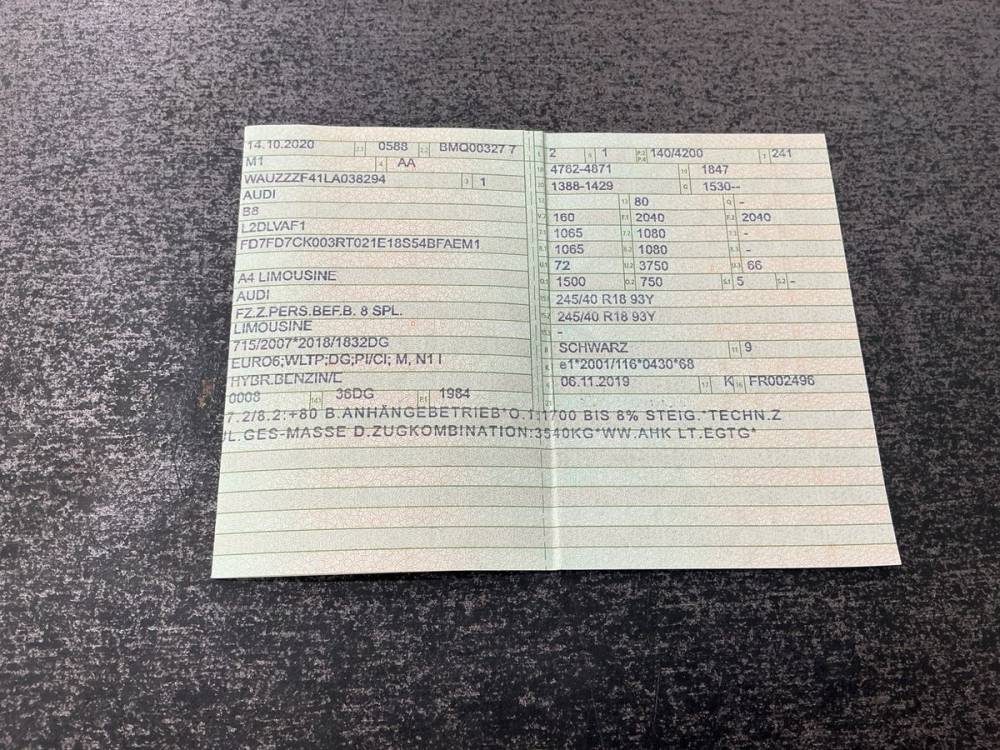 14.10.2020 0588 BMQ00327 7
M1 AA
WAUZZZF41LA038294 1
AUDI
B8
L2DLVAF1
FD7FD7CK003RT021E18S54BFAEM1
A4 LIMOUSINE
AUDI
FZ.Z.PERS.BEF.B. 8 SPL.
LIMOUSINE
715/2007*2018/1832DG
EURO6;WLTP;DG;PI/CI; M, N1 I
HYBR.BENZIN/E
0008 36DG 1984
2 1 140/4200 241
4762-4871 1847
1388-1429 1530--
80 -
160 2040 2040
1065 1080 -
1065 1080 -
72 3750 66
1500 750 5 -
245/40 R18 93Y
245/40 R18 93Y
-
SCHWARZ 9
e1*2001/116*0430*68
06.11.2019 K FR002496
7.2/8.2:+80 B.ANHÄNGEBETRIEB*O.1:1700 BIS 8% STEIG.*TECHN.Z
L.GES-MASSE D.ZUGKOMBINATION:3540KG*WW.AHK LT.EGTG*